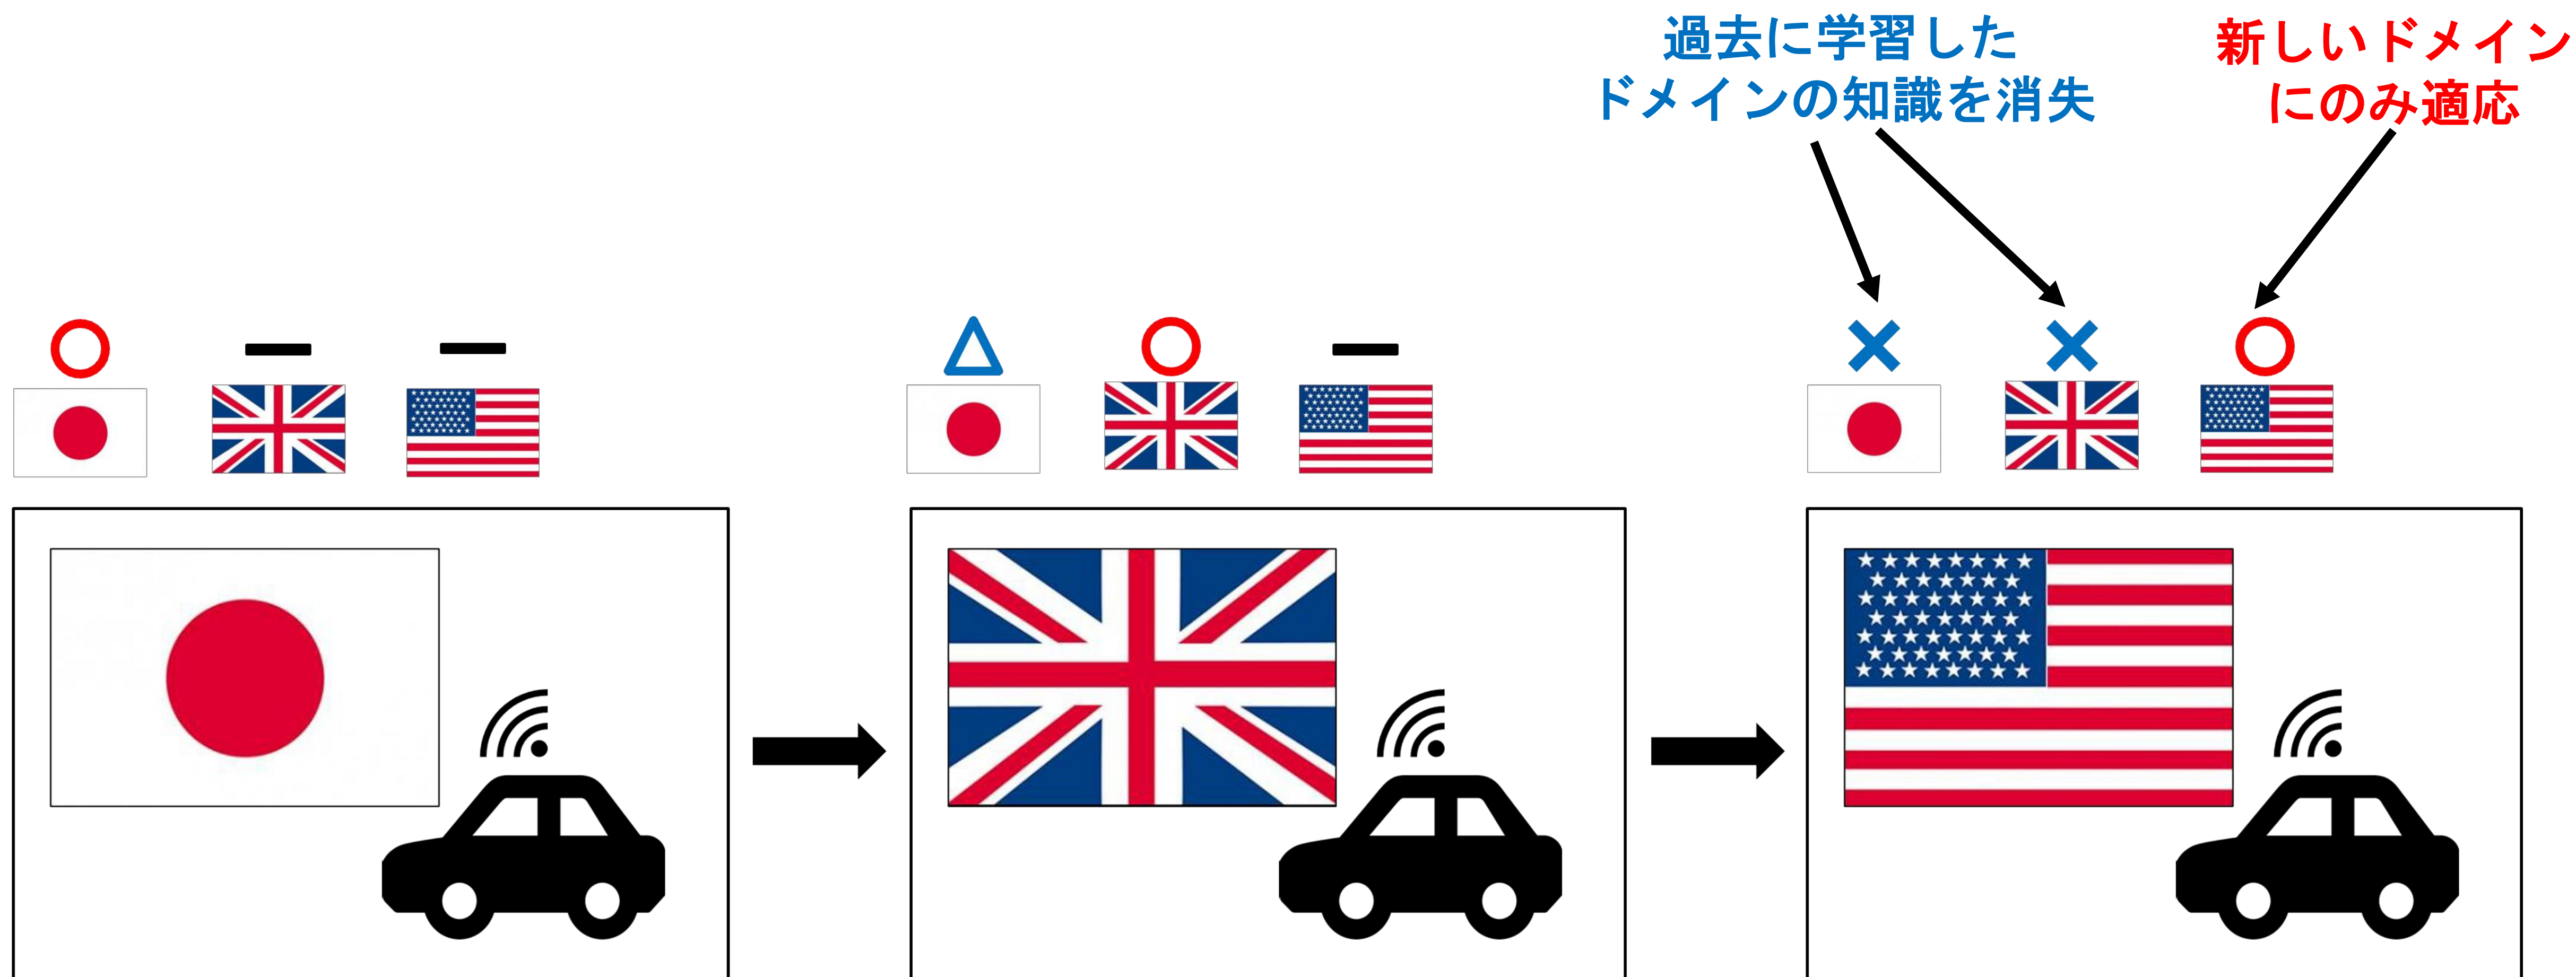 過去に学習した
ドメインの知識を消失
新しいドメイン
にのみ適応